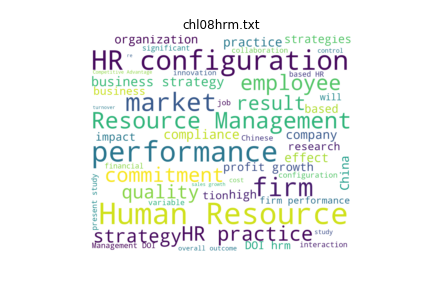 chl08hrm.txt
organization practice strategies
significant collaboration control
re
HR configuration
Competitive Advantage innovation based HR
business strategy employee
business market job result based will
Resource Management
impact compliance Chinese company
research
performance
financial profit growth effect
commitment configuration
China
sales growth
quality tion high firm
cost
variable firm performance
present study
Human Resource
strategy HR practice
study
Management DOI overall outcome DOI hrm interaction
turnover